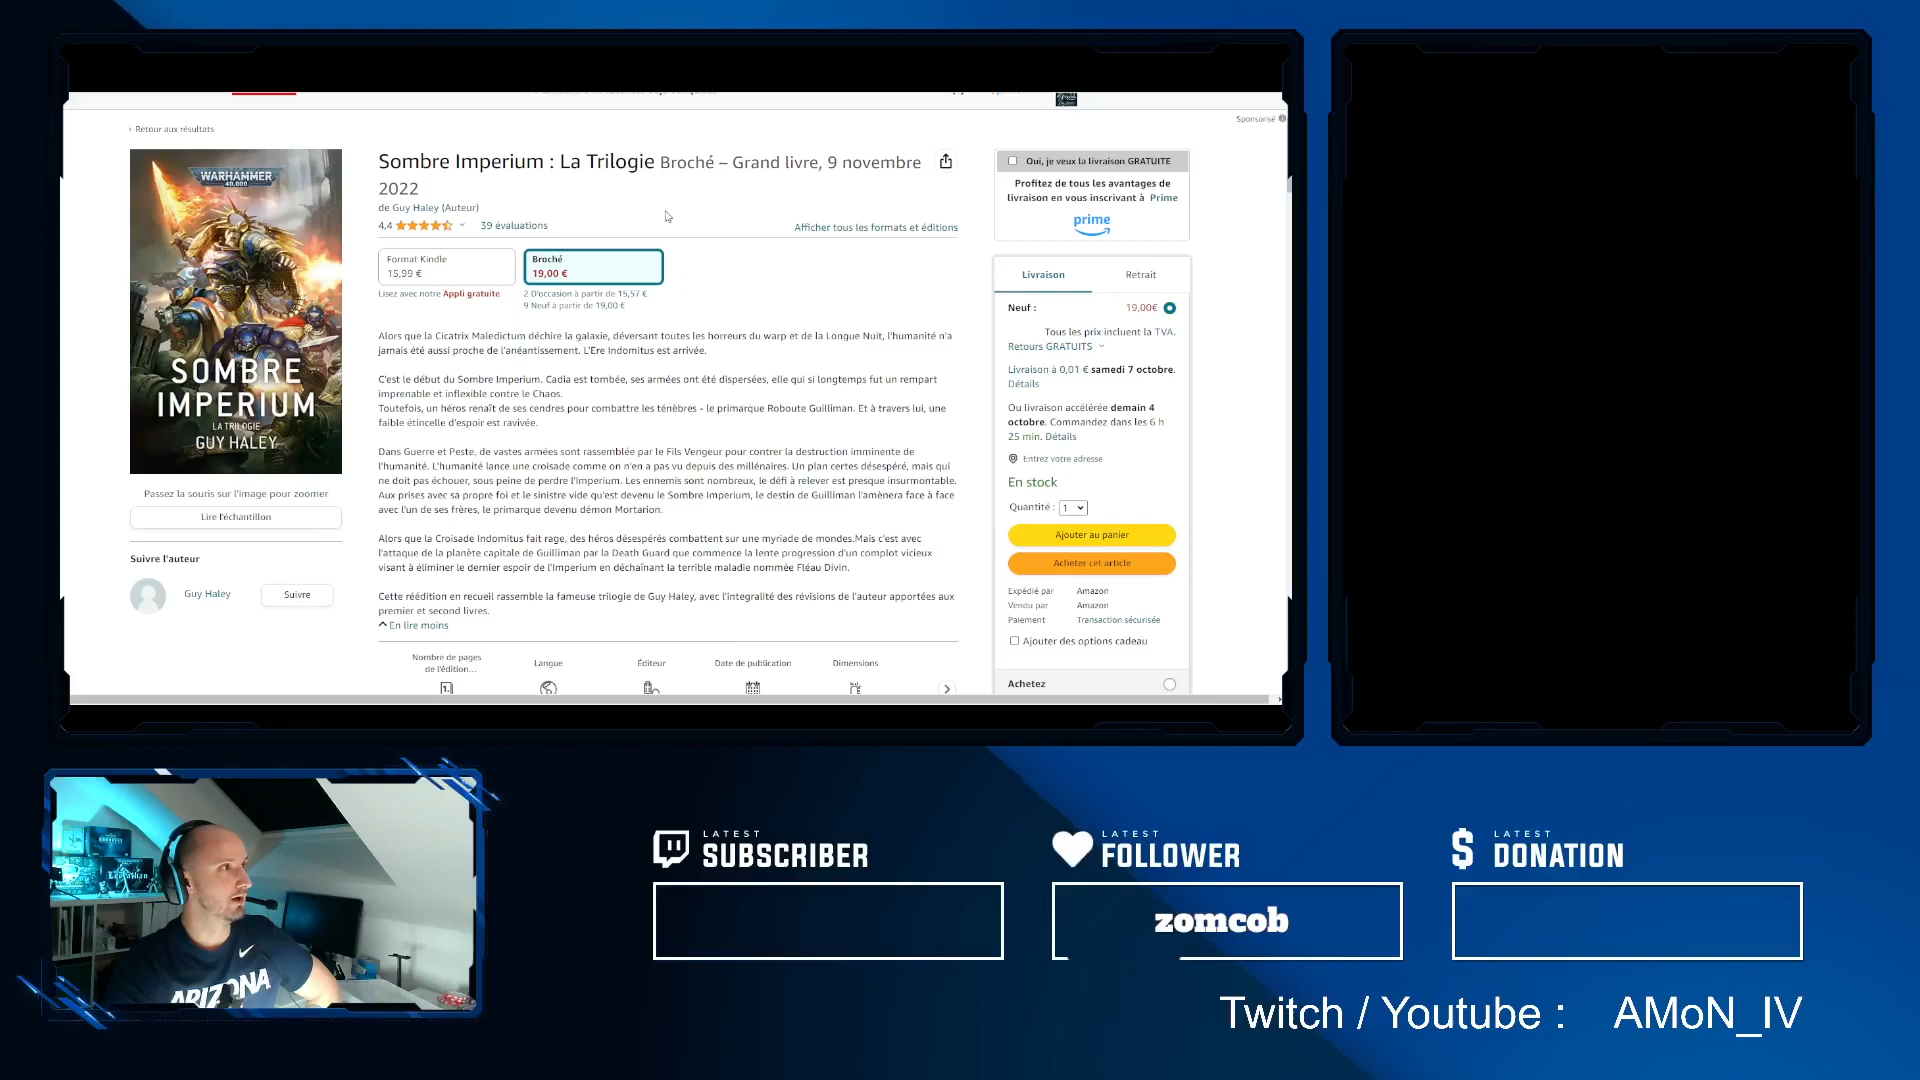 Sponsorisé
‹ Retour aux résultats
WARHAMMER
40,000
SOMBRE
IMPERIUM
LA TRILOGIE
GUY HALEY
Passez la souris sur l'image pour zoomer
Lire l'échantillon
Suivre l'auteur
Guy Haley
Suivre
Sombre Imperium : La Trilogie Broché – Grand livre, 9 novembre
2022
de Guy Haley (Auteur)
4,4
39 évaluations
Afficher tous les formats et éditions
Format Kindle
15,99 €
Broché
19,00 €
Lisez avec notre Appli gratuite
2 D'occasion à partir de 15,57 €
9 Neuf à partir de 19,00 €
Alors que la Cicatrix Maledictum déchire la galaxie, déversant toutes les horreurs du warp et de la Longue Nuit, l'humanité n'a
jamais été aussi proche de l'anéantissement. L'Ere Indomitus est arrivée.
C'est le début du Sombre Imperium. Cadia est tombée, ses armées ont été dispersées, elle qui si longtemps fut un rempart
imprenable et inflexible contre le Chaos.
Toutefois, un héros renaît de ses cendres pour combattre les ténèbres - le primarque Roboute Guilliman. Et à travers lui, une
faible étincelle d'espoir est ravivée.
Dans Guerre et Peste, de vastes armées sont rassemblée par le Fils Vengeur pour contrer la destruction imminente de
l'humanité. L'humanité lance une croisade comme on n'en a pas vu depuis des millénaires. Un plan certes désespéré, mais qui
ne doit pas échouer, sous peine de perdre l'Imperium. Les ennemis sont nombreux, le défi à relever est presque insurmontable.
Aux prises avec sa propre foi et le sinistre vide qu'est devenu le Sombre Imperium, le destin de Guilliman l'amènera face à face
avec l'un de ses frères, le primarque devenu démon Mortarion.
Alors que la Croisade Indomitus fait rage, des héros désespérés combattent sur une myriade de mondes.Mais c'est avec
l'attaque de la planète capitale de Guilliman par la Death Guard que commence la lente progression d'un complot vicieux
visant à éliminer le dernier espoir de l'Imperium en déchaînant la terrible maladie nommée Fléau Divin.
Cette réédition en recueil rassemble la fameuse trilogie de Guy Haley, avec l'integralité des révisions de l'auteur apportées aux
premier et second livres.
En lire moins
Nombre de pages
de l'édition...
Langue
Éditeur
Date de publication
Dimensions
Oui, je veux la livraison GRATUITE
Profitez de tous les avantages de
livraison en vous inscrivant à Prime
prime
Livraison
Retrait
Neuf :
19,00€
Tous les prix incluent la TVA.
Retours GRATUITS
Livraison à 0,01 € samedi 7 octobre.
Détails
Ou livraison accélérée demain 4
octobre. Commandez dans les 6 h
25 min. Détails
Entrez votre adresse
En stock
Quantité : 1
Ajouter au panier
Acheter cet article
Expédié par Amazon
Vendu par Amazon
Paiement Transaction sécurisée
Ajouter des options cadeau
Achetez
Leviathan
ARIZONA
LATEST
SUBSCRIBER
LATEST
FOLLOWER
zomcob
LATEST
DONATION
Twitch / Youtube : AMoN_IV